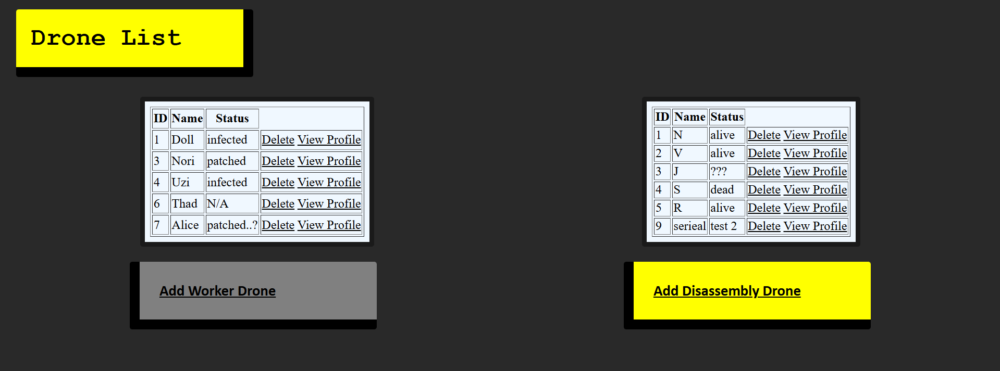 Drone List
ID Name Status
1 Doll infected Delete View Profile
3 Nori patched Delete View Profile
4 Uzi infected Delete View Profile
6 Thad N/A Delete View Profile
7 Alice patched..? Delete View Profile
Add Worker Drone
ID Name Status
1 N alive Delete View Profile
2 V alive Delete View Profile
3 J ??? Delete View Profile
4 S dead Delete View Profile
5 R alive Delete View Profile
9 serieal test 2 Delete View Profile
Add Disassembly Drone